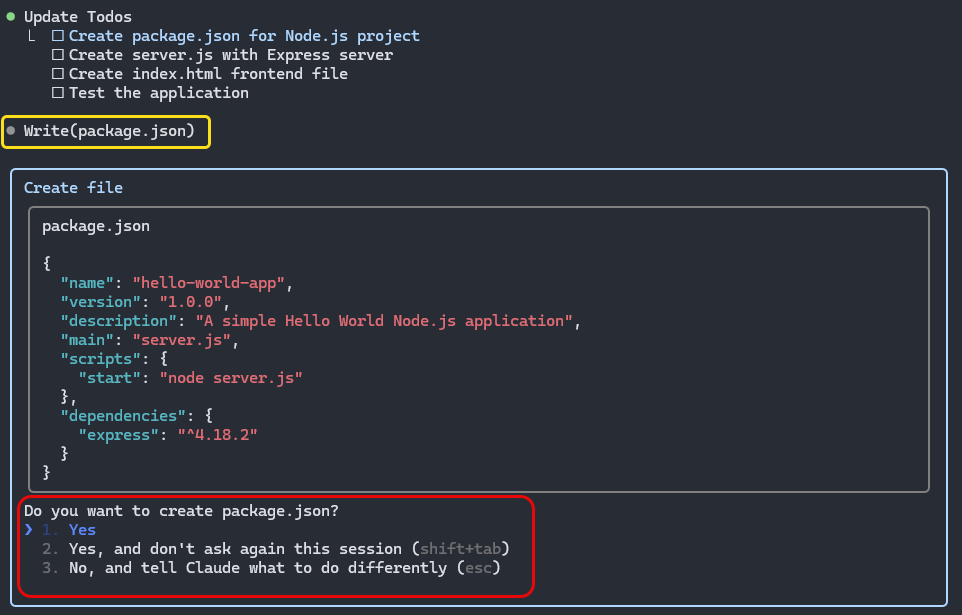 Update Todos
Create package.json for Node.js project
Create server.js with Express server
Create index.html frontend file
Test the application
Write(package.json)
Create file
package.json
{
"name": "hello-world-app",
"version": "1.0.0",
"description": "A simple Hello World Node.js application",
"main": "server.js",
"scripts": {
"start": "node server.js"
},
"dependencies": {
"express": "^4.18.2"
}
}
Do you want to create package.json?
❯ 1. Yes
2. Yes, and don't ask again this session (shift+tab)
3. No, and tell Claude what to do differently (esc)